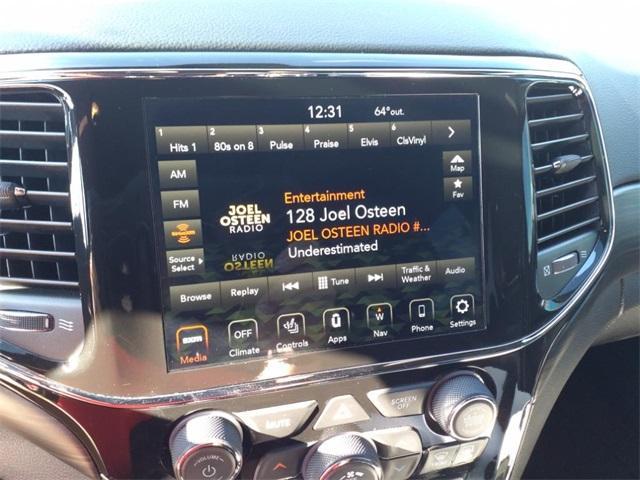 12:31 64° out.
1 2 3 4 5 6
Hits 1 80s on 8 Pulse Praise Elvis ClsVinyl
AM
Map
FM
Fav
JOEL
OSTEEN
RADIO
Entertainment
128 Joel Osteen
JOEL OSTEEN RADIO #...
Underestimated
Source
Select
Browse Replay Tune Traffic &
Weather Audio
Media
OFF
Climate Controls Apps
W
Nav Phone Settings
VOLUME
MUTE
SCREEN
OFF